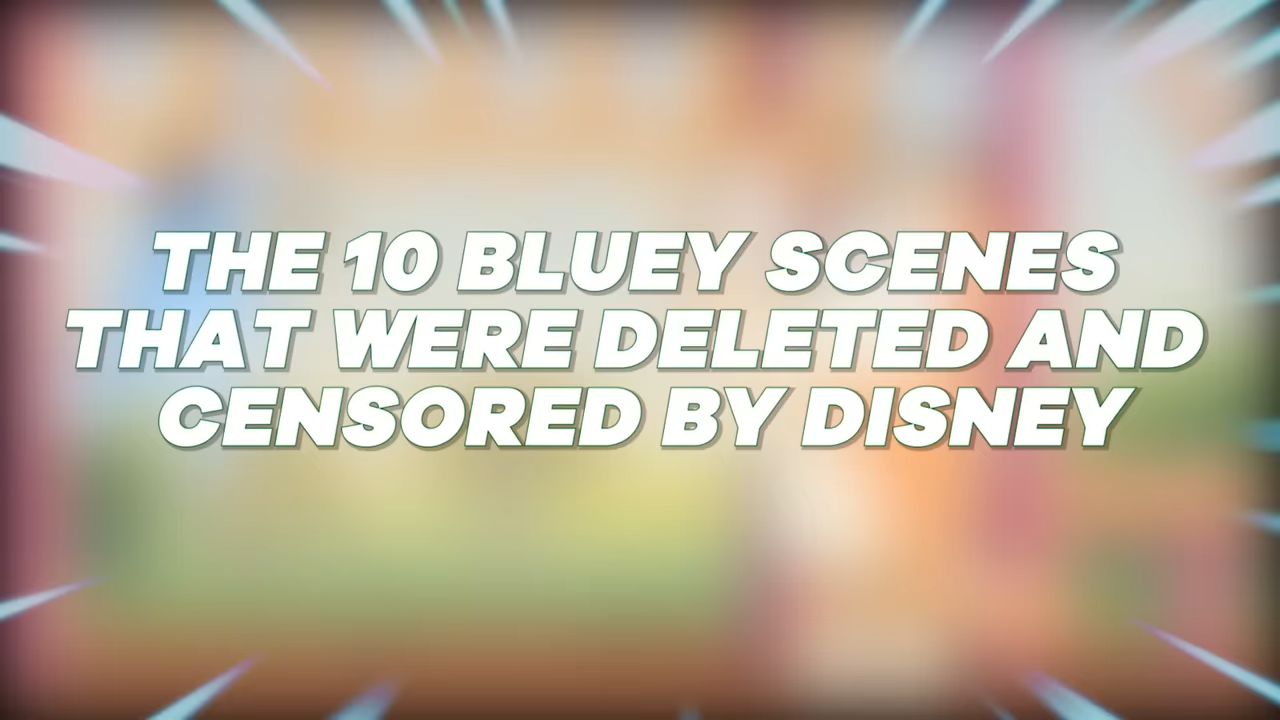 THE 10 BLUEY SCENES
THAT WERE DELETED AND
CENSORED BY DISNEY